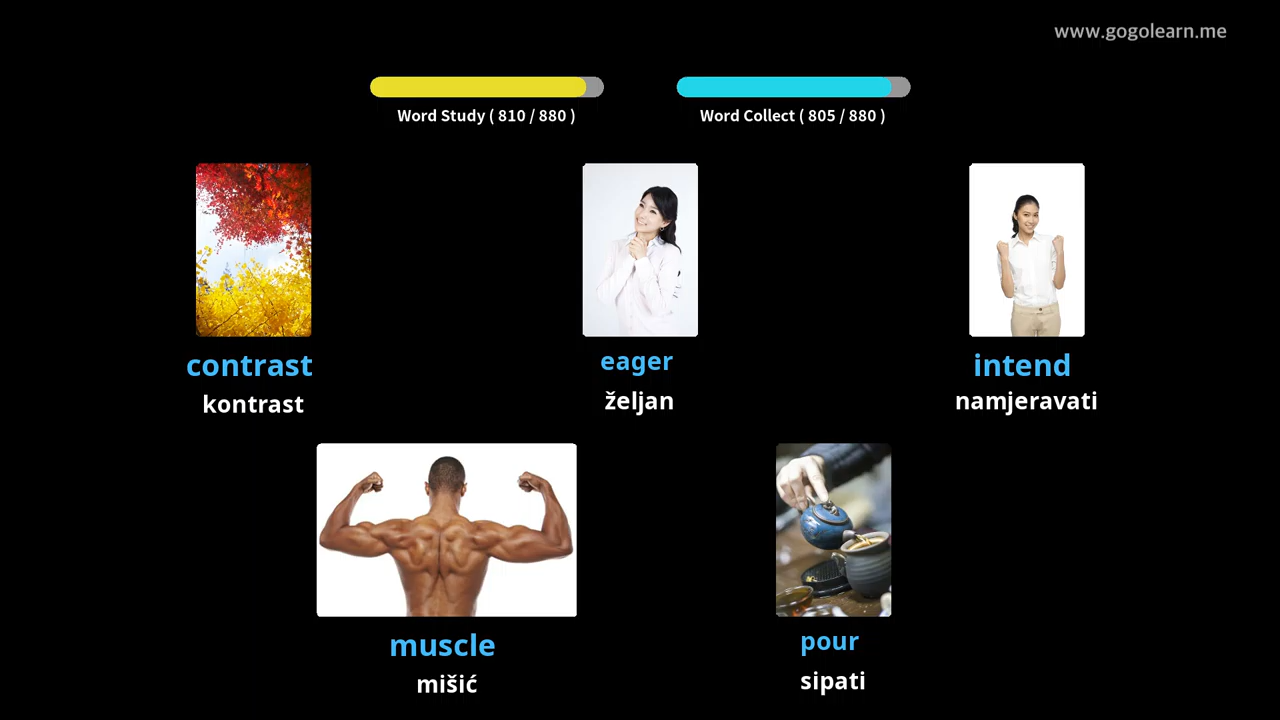 www.gogolearn.me
Word Study ( 810 / 880 )
Word Collect ( 805 / 880 )
contrast
kontrast
eager
željan
intend
namjeravati
muscle
mišić
pour
sipati